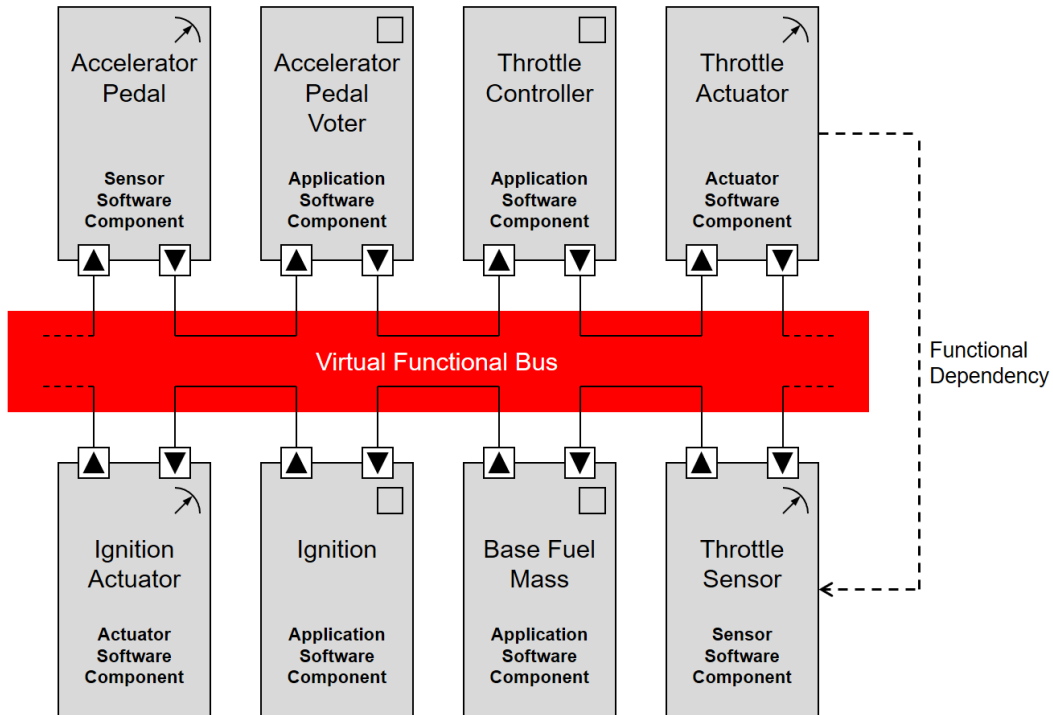 Accelerator
Pedal
Sensor
Software
Component
Accelerator
Pedal
Voter
Application
Software
Component
Throttle
Controller
Application
Software
Component
Throttle
Actuator
Actuator
Software
Component
Virtual Functional Bus
Functional
Dependency
Ignition
Actuator
Actuator
Software
Component
Ignition
Application
Software
Component
Base Fuel
Mass
Application
Software
Component
Throttle
Sensor
Sensor
Software
Component